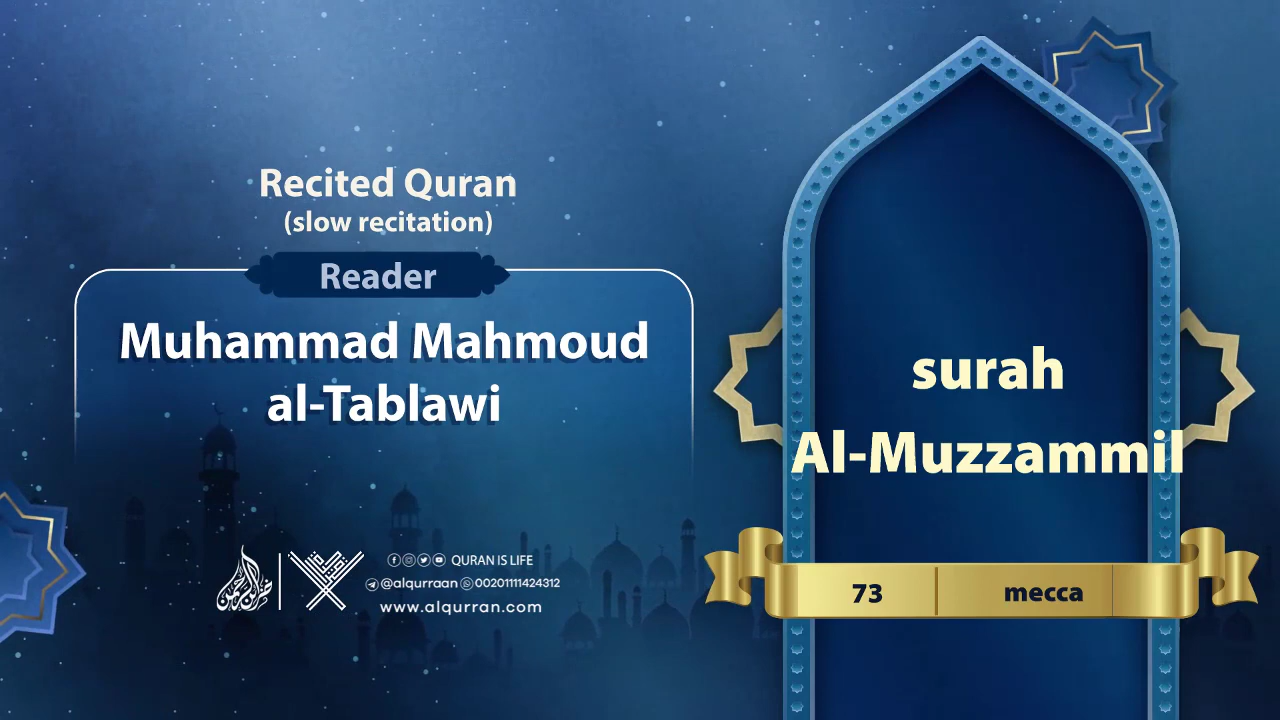 Recited Quran
(slow recitation)
Reader
Muhammad Mahmoud
al-Tablawi
QURAN IS LIFE
@alqurraan 00201111424312
www.alqurran.com
surah
Al-Muzzammil
73 mecca